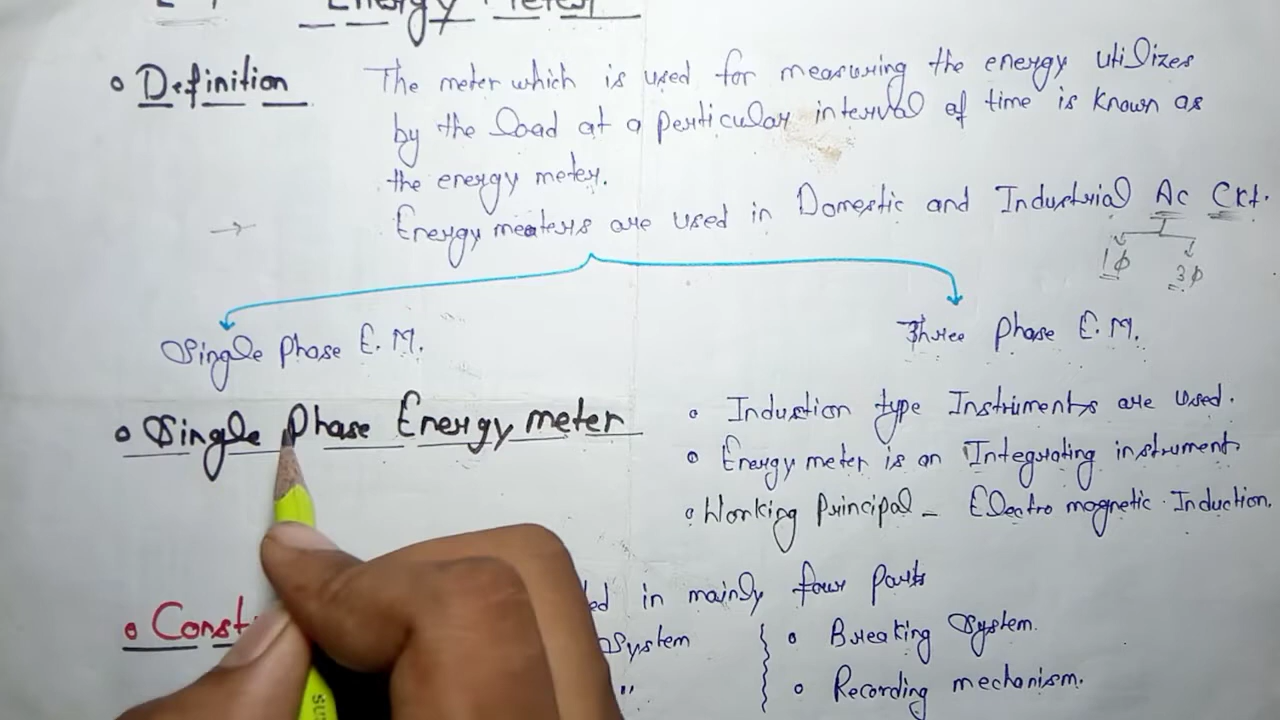 Energy Meter
• Definition The meter which is used for measuring the energy utilizes
by the load at a perticular interval of time is known as
the energy meter.
→ Energy meaters are used in Domestic and Industrial Ac Ckt.
1ϕ 3ϕ
Single Phase E.M. Three Phase E.M.
• Single Phase Energy meter
• Induction type Instruments are used.
• Energy meter is an Integrating instrument
• Working Principal - Electro magnetic Induction.
• Const in mainly four Parts
System • Breaking System.
" • Recording mechanism.